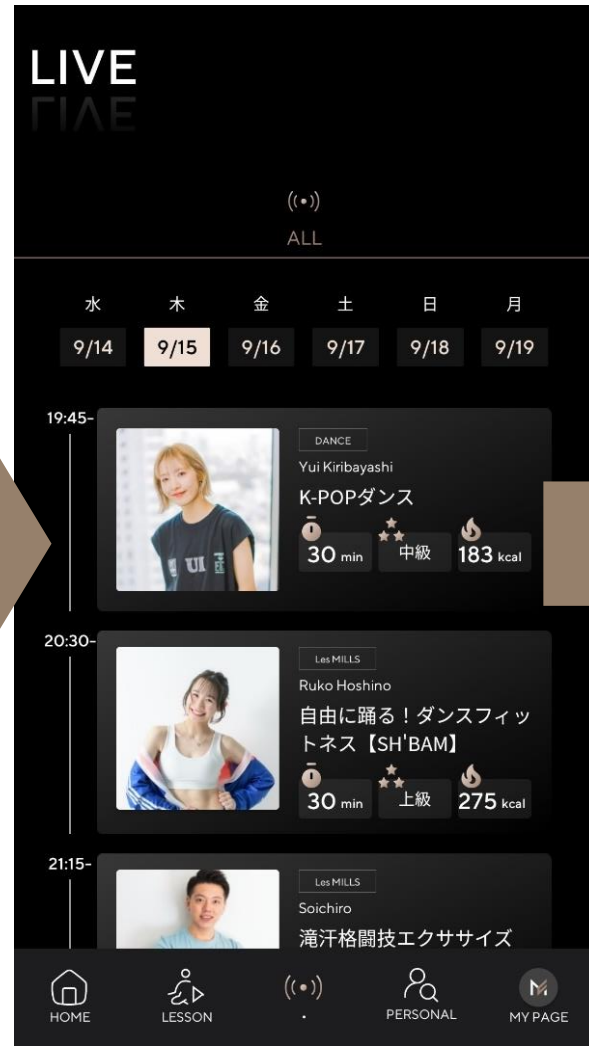 LIVE
ALL
水 木 金 土 日 月
9/14 9/15 9/16 9/17 9/18 9/19
19:45-
DANCE
Yui Kiribayashi
K-POPダンス
30 min 中級 183 kcal
UI
20:30-
Les MILLS
Ruko Hoshino
自由に踊る！ダンスフィッ
トネス【SH'BAM】
30 min 上級 275 kcal
21:15-
Les MILLS
Soichiro
滝汗格闘技エクササイズ
HOME LESSON PERSONAL MY PAGE